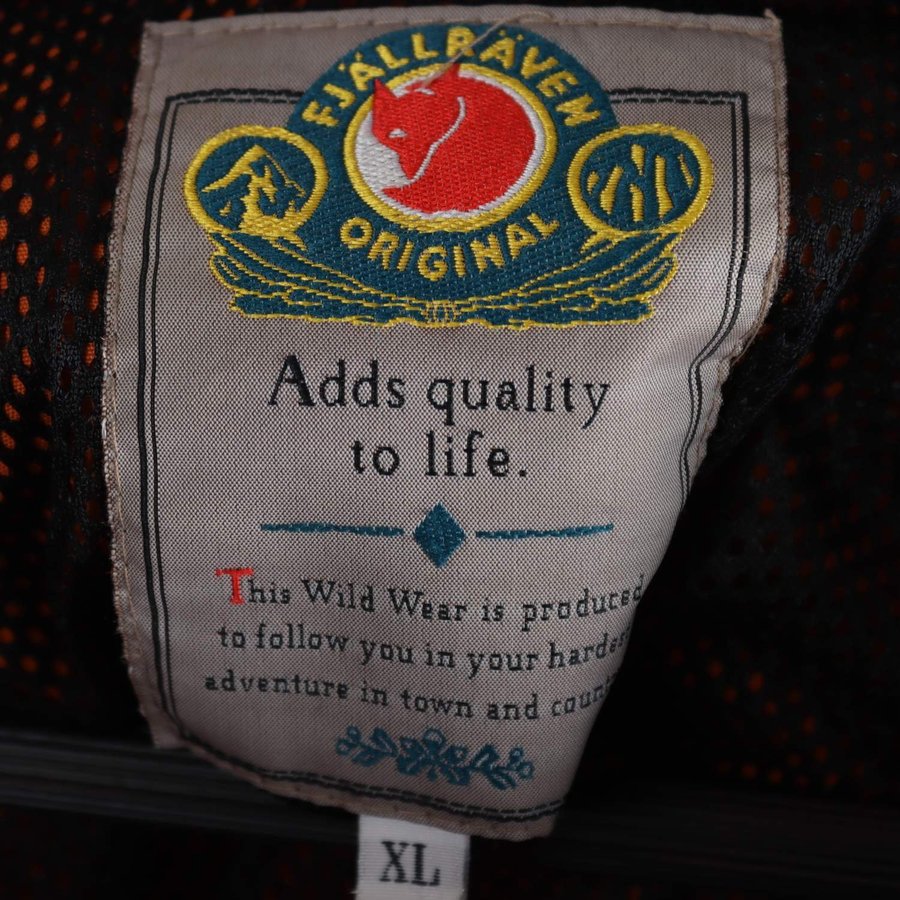 FJÄLLRÄVEN
ORIGINAL
Adds quality
to life.
This Wild Wear is produced
to follow you in your
adventure in town and
XL